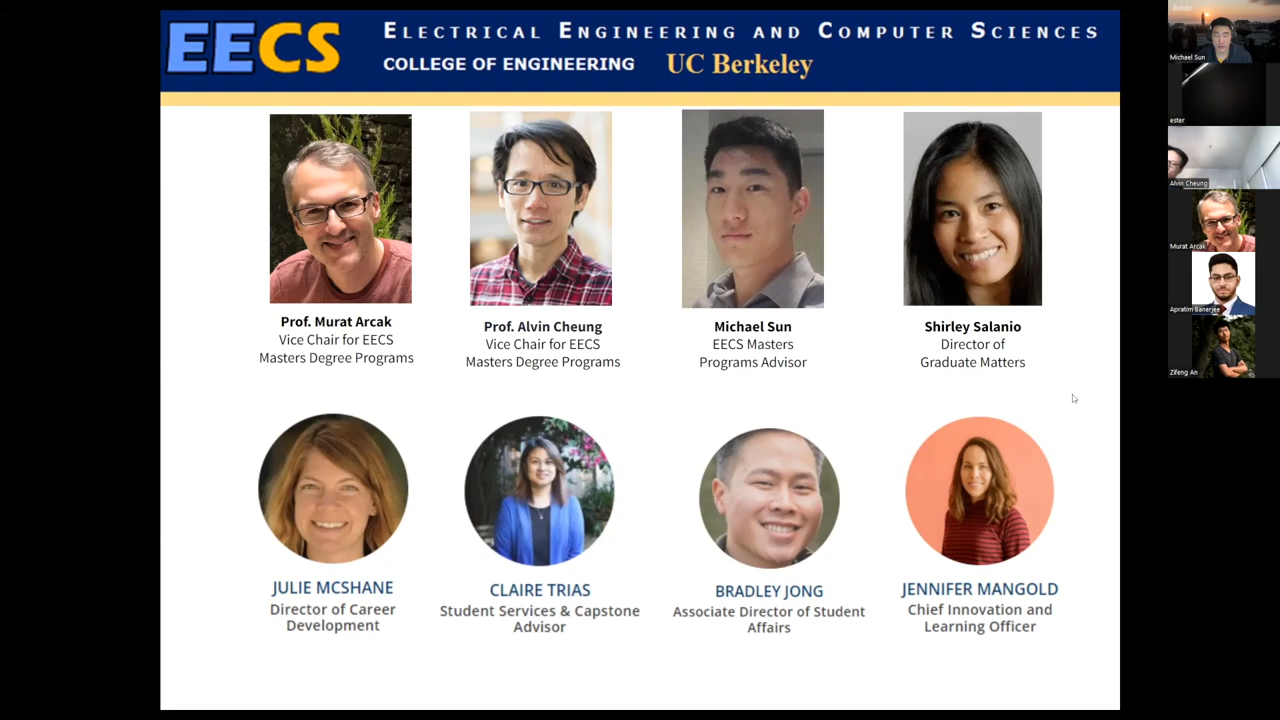 EECS
ELECTRICAL ENGINEERING AND COMPUTER SCIENCES
COLLEGE OF ENGINEERING UC Berkeley
Prof. Murat Arcak
Vice Chair for EECS
Masters Degree Programs
Prof. Alvin Cheung
Vice Chair for EECS
Masters Degree Programs
Michael Sun
EECS Masters
Programs Advisor
Shirley Salanio
Director of
Graduate Matters
JULIE MCSHANE
Director of Career
Development
CLAIRE TRIAS
Student Services & Capstone
Advisor
BRADLEY JONG
Associate Director of Student
Affairs
JENNIFER MANGOLD
Chief Innovation and
Learning Officer
Michael Sun
ester
Alvin Cheung
Murat Arcak
Apratim Banerjee
Zifeng An